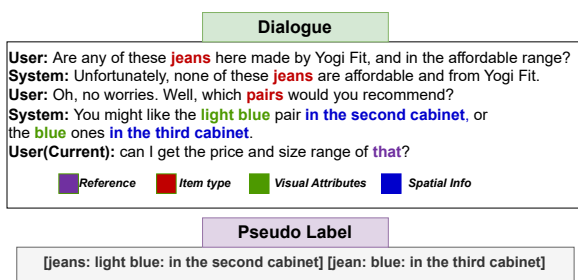 Dialogue
User: Are any of these jeans here made by Yogi Fit, and in the affordable range?
System: Unfortunately, none of these jeans are affordable and from Yogi Fit.
User: Oh, no worries. Well, which pairs would you recommend?
System: You might like the light blue pair in the second cabinet, or
the blue ones in the third cabinet.
User(Current): can I get the price and size range of that?
Reference Item type Visual Attributes Spatial Info
Pseudo Label
[jeans: light blue: in the second cabinet] [jean: blue: in the third cabinet]